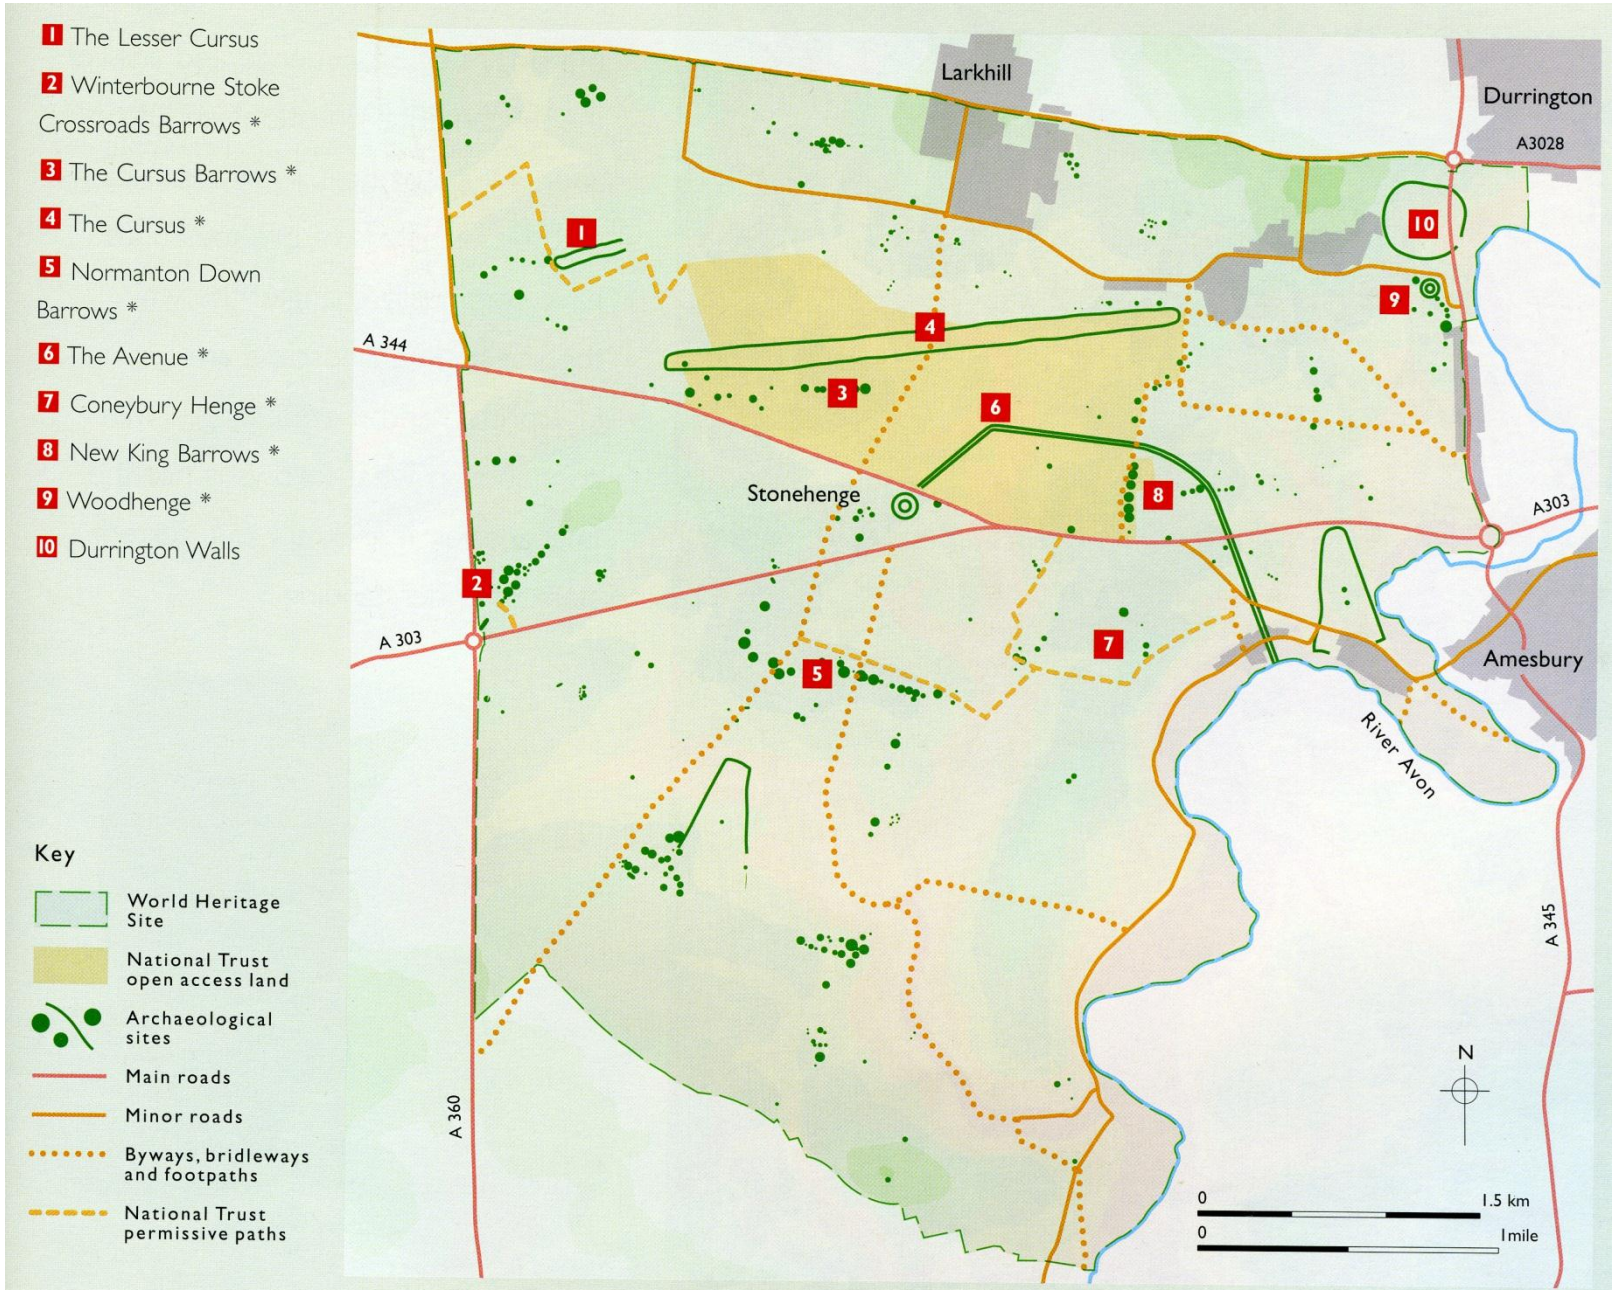 1 The Lesser Cursus
2 Winterbourne Stoke
Crossroads Barrows *
3 The Cursus Barrows *
4 The Cursus *
5 Normanton Down
Barrows *
6 The Avenue *
7 Coneybury Henge *
8 New King Barrows *
9 Woodhenge *
10 Durrington Walls
Key
World Heritage
Site
National Trust
open access land
Archaeological
sites
Main roads
Minor roads
Byways, bridleways
and footpaths
National Trust
permissive paths
Larkhill
Durrington
A3028
1
10
9
4
A 344
3
6
Stonehenge
8
A303
2
A 303
5
7
Amesbury
River Avon
A 345
A 360
N
0
1.5 km
0
1mile